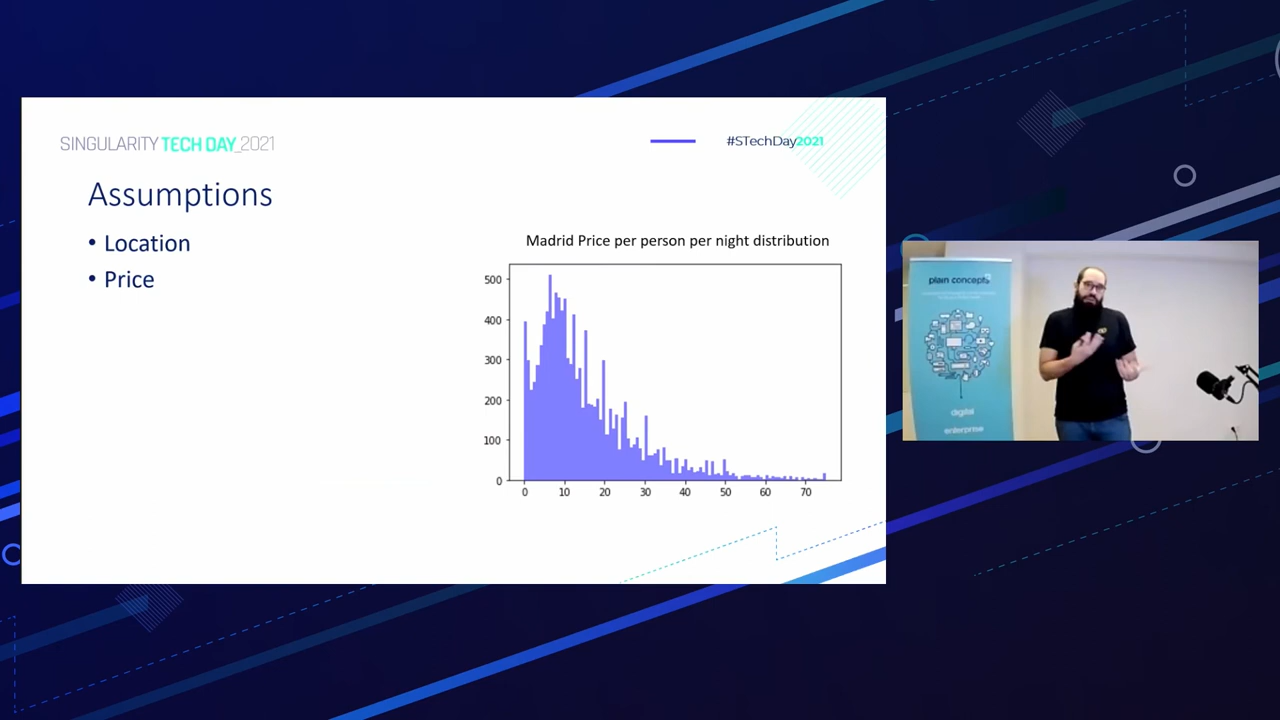 SINGULARITY TECH DAY_2021
#STechDay2021
Assumptions
• Location
• Price
Madrid Price per person per night distribution
500
400
300
200
100
0
0 10 20 30 40 50 60 70
plain concepts
digital
enterprise